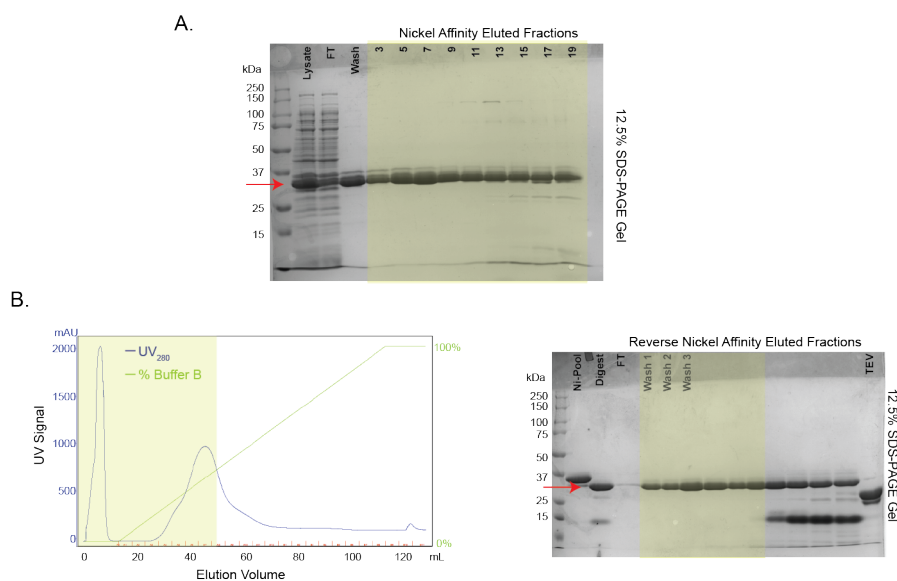 A.
Nickel Affinity Eluted Fractions
kDa
Lysate
FT
Wash
3
5
7
9
11
13
15
17
19
250
150
100
75
50
37
25
15
12.5% SDS-PAGE Gel
B.
mAU
2000
1500
1000
500
0
UV Signal
UV280
% Buffer B
100%
0%
0
20
40
60
80
100
120
mL
Elution Volume
Reverse Nickel Affinity Eluted Fractions
kDa
Ni-Pool
Digest
FT
Wash 1
Wash 2
Wash 3
TEV
250
150
100
75
50
37
25
15
12.5% SDS-PAGE Gel